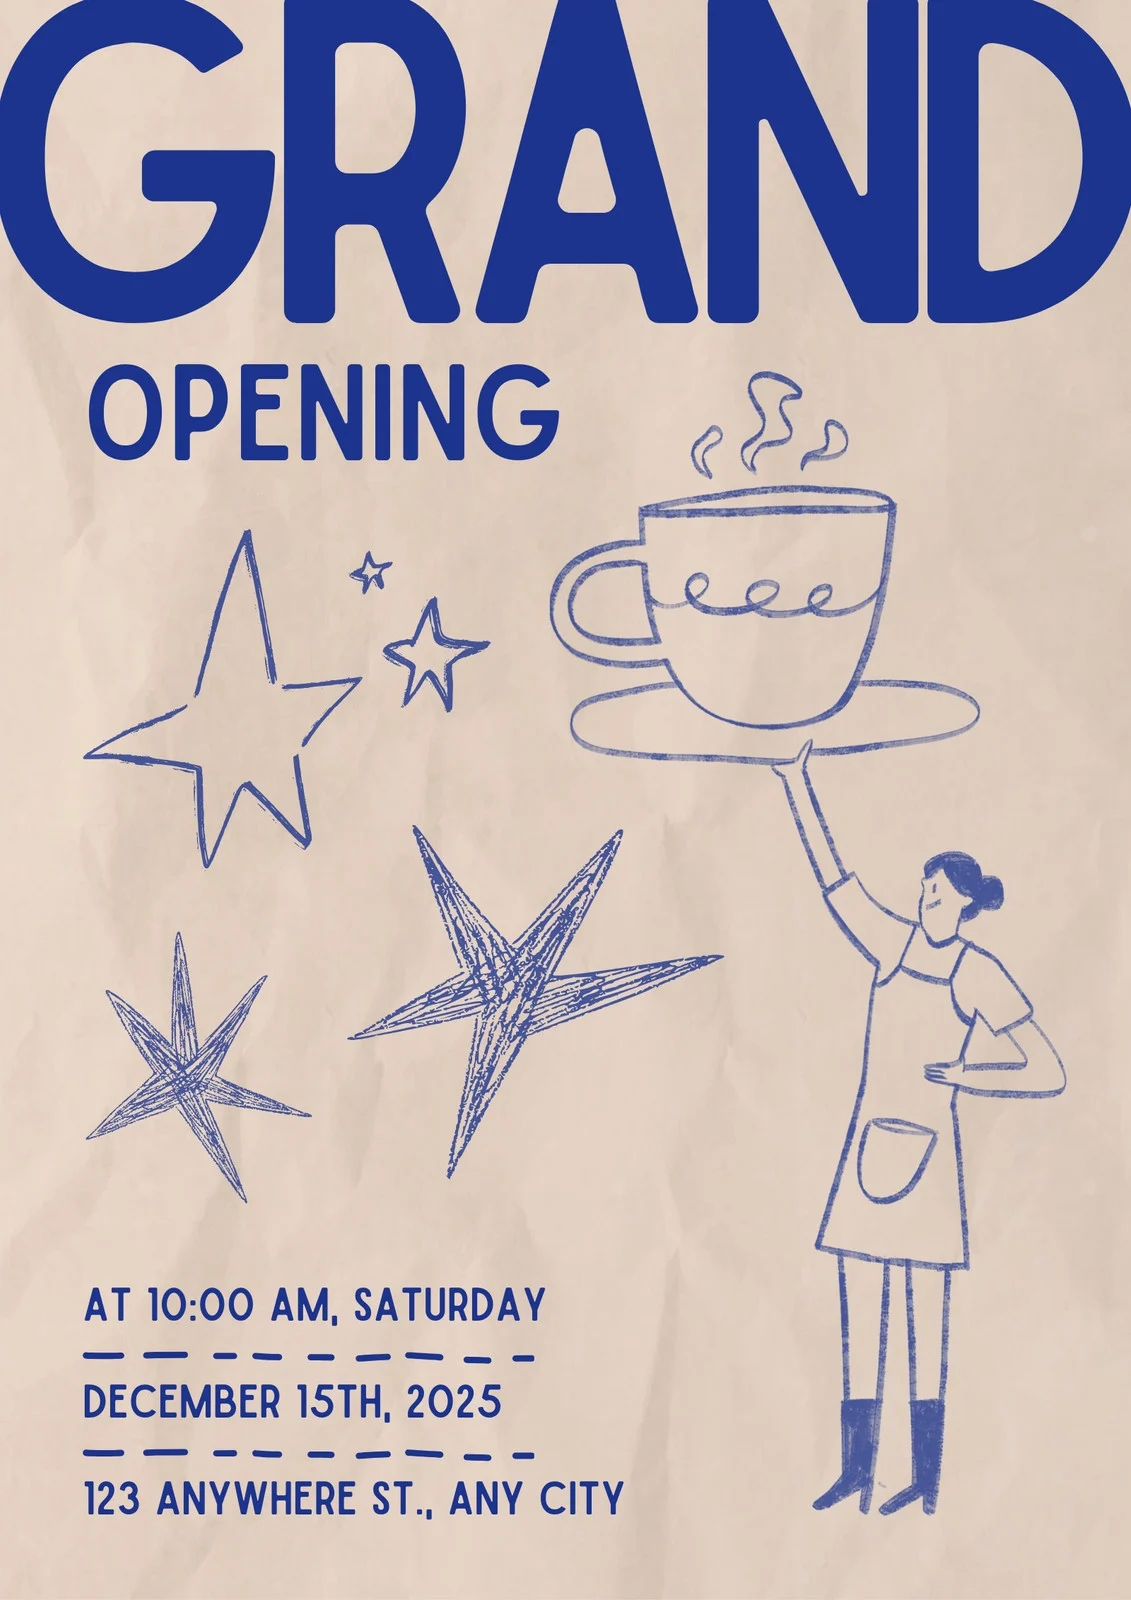 GRAND
OPENING
AT 10:00 AM, SATURDAY
DECEMBER 15TH, 2025
123 ANYWHERE ST., ANY CITY